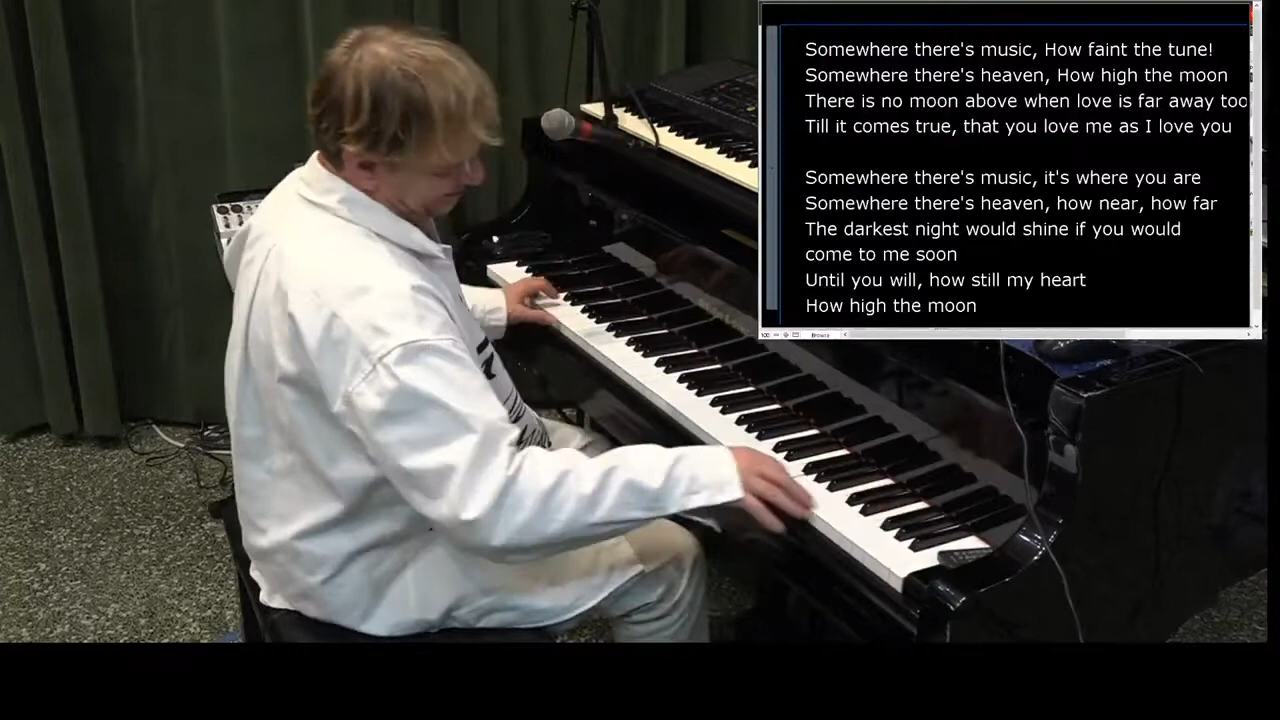 Somewhere there's music, How faint the tune!
Somewhere there's heaven, How high the moon
There is no moon above when love is far away too
Till it comes true, that you love me as I love you
Somewhere there's music, it's where you are
Somewhere there's heaven, how near, how far
The darkest night would shine if you would
come to me soon
Until you will, how still my heart
How high the moon
Browse